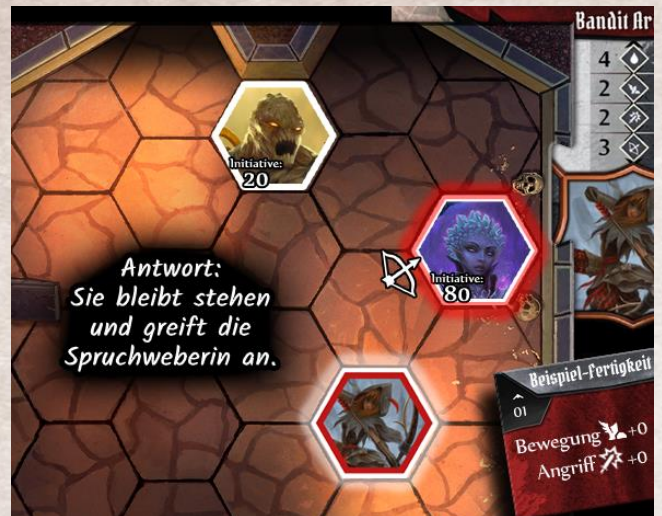 Bandit Ar
4
2
2
3
Initiative:
20
Initiative:
80
Antwort:
Sie bleibt stehen
und greift die
Spruchweberin an.
Beispiel-Fertigkeit
01
Bewegung +0
Angriff +0